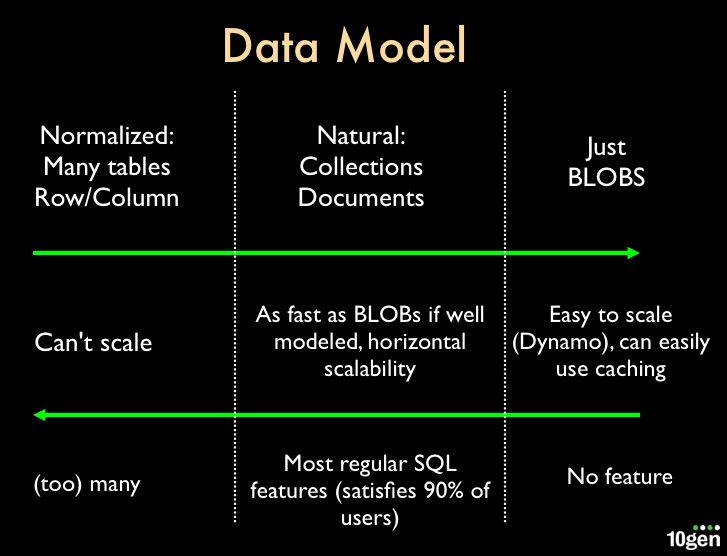 Data Model
Normalized:
Many tables
Row/Column
Natural:
Collections
Documents
Just
BLOBS
Can't scale
As fast as BLOBs if well
modeled, horizontal
scalability
Easy to scale
(Dynamo), can easily
use caching
(too) many
Most regular SQL
features (satisfies 90% of
users)
No feature
10gen